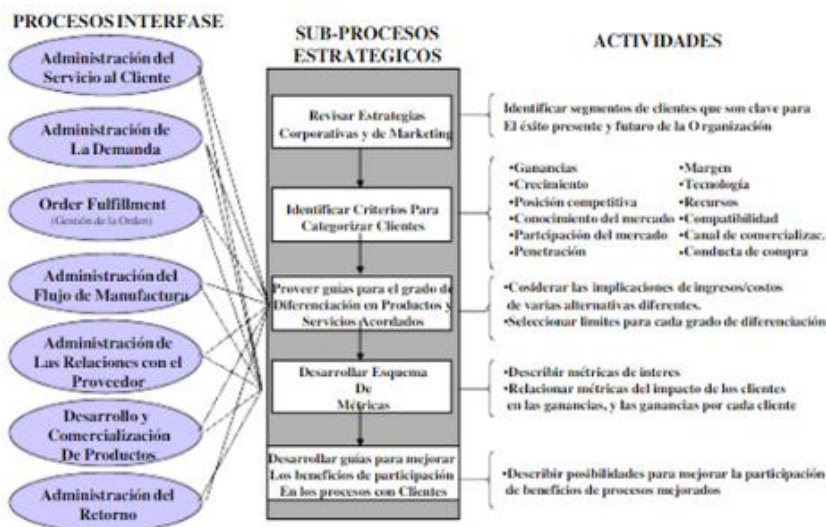 PROCESOS INTERFASE
Administración del
Servicio al Cliente
Administración de
La Demanda
Order Fulfillment
(Gestión de la Orden)
Administración del
Flujo de Manufactura
Administración de
Las Relaciones con el
Proveedor
Desarrollo y
Comercialización
De Productos
Administración del
Retorno
SUB-PROCESOS
ESTRATEGICOS
Revisar Estrategias
Corporativas y de Marketing
Identificar Criterios Para
Categorizar Clientes
Proveer guías para el grado de
Diferenciación en Productos y
Servicios Acordados
Desarrollar Esquema
De
Métricas
Desarrollar guías para mejorar
Los beneficios de participación
En los procesos con Clientes
ACTIVIDADES
Identificar segmentos de clientes que son clave para
El éxito presente y futuro de la Organización
•Ganancias
•Crecimiento
•Posición competitiva
•Conocimiento del mercado
•Partcipación del mercado
•Penetración
•Margen
•Tecnología
•Recursos
•Compatibilidad
•Canal de comercializac.
•Conducta de compra
•Cosiderar las implicaciones de ingresos/costos
de varias alternativas diferentes.
•Seleccionar limites para cada grado de diferenciación
•Describir métricas de interes
•Relacionar métricas del impacto de los clientes
en las ganancias, y las ganancias por cada cliente
•Describir posibilidades para mejorar la participación
de beneficios de procesos mejorados